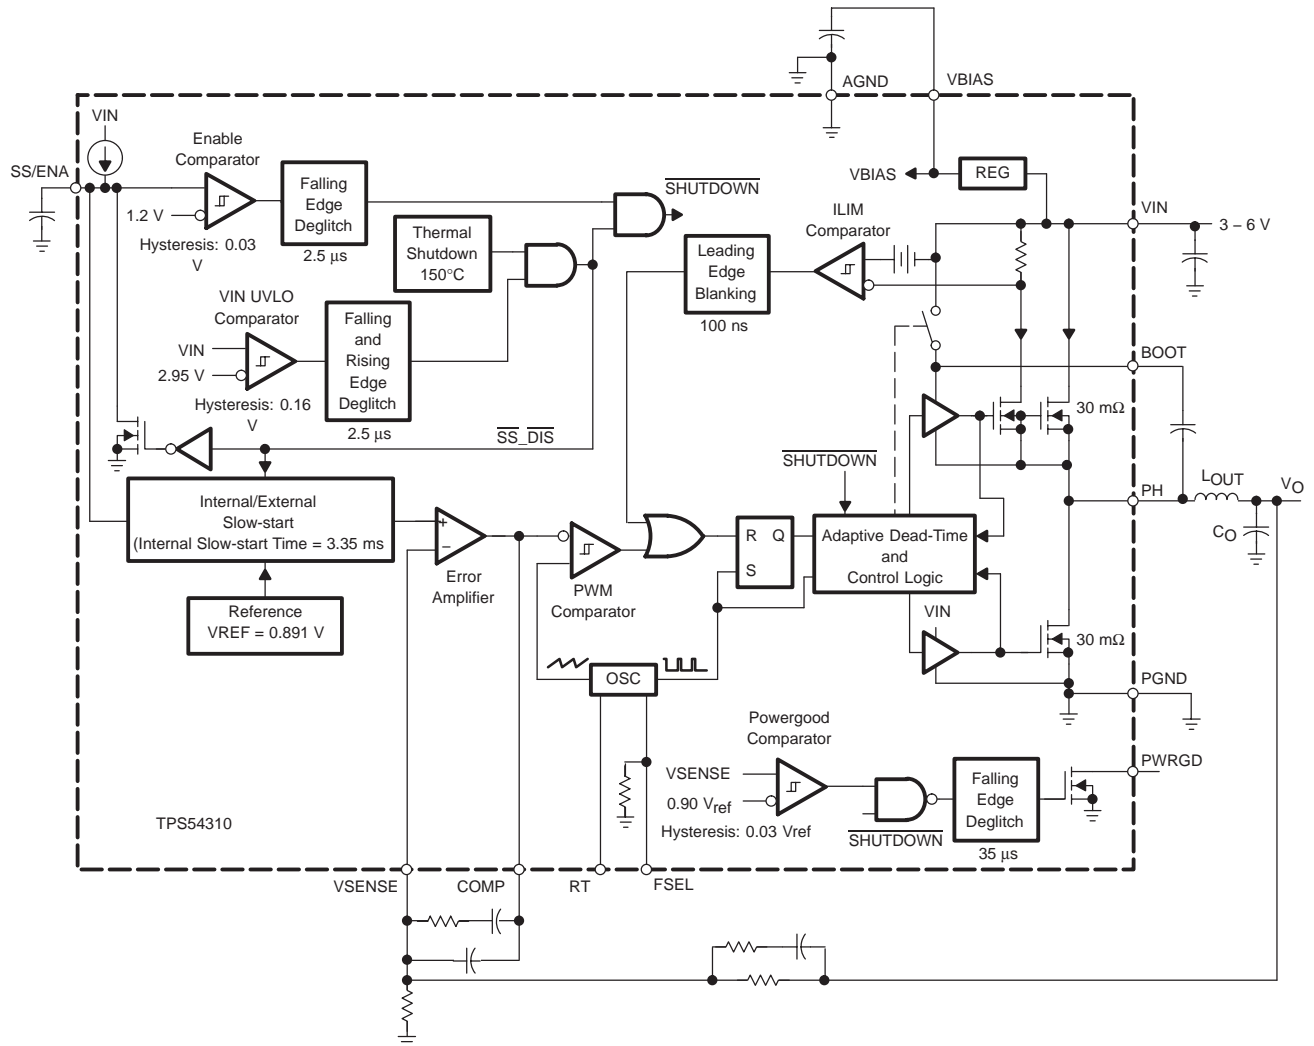 AGND
VBIAS
VIN
SS/ENA
Enable
Comparator
1.2 V
Hysteresis: 0.03
V
Falling
Edge
Deglitch
2.5 μs
Thermal
Shutdown
150°C
SHUTDOWN
VBIAS
REG
ILIM
Comparator
Leading
Edge
Blanking
100 ns
VIN
3 – 6 V
VIN UVLO
Comparator
VIN
2.95 V
Hysteresis: 0.16
V
Falling
and
Rising
Edge
Deglitch
2.5 μs
SS_DIS
BOOT
30 mΩ
SHUTDOWN
PH
LOUT
VO
CO
Internal/External
Slow-start
(Internal Slow-start Time = 3.35 ms
+
−
Error
Amplifier
Reference
VREF = 0.891 V
PWM
Comparator
R Q
S
Adaptive Dead-Time
and
Control Logic
VIN
30 mΩ
OSC
PGND
Powergood
Comparator
VSENSE
0.90 Vref
Hysteresis: 0.03 Vref
SHUTDOWN
Falling
Edge
Deglitch
35 μs
PWRGD
TPS54310
VSENSE
COMP
RT
FSEL